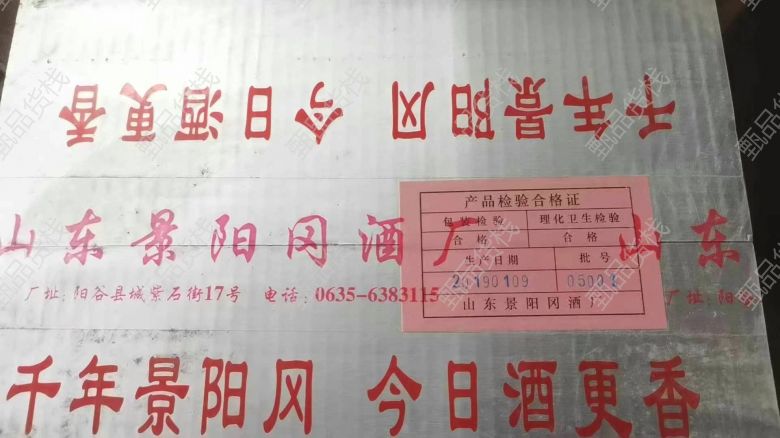 千年景阳冈 今日酒更香
产品检验合格证
包装检验 理化卫生检验
合格 合格
生产日期 批号
20190109
山东景阳冈酒厂
山东景阳冈酒厂 山东
厂址:阳谷县城紫石街17号 电话:0635-6383115 厂址:阳
千年景阳冈 今日酒更香
甄品货栈